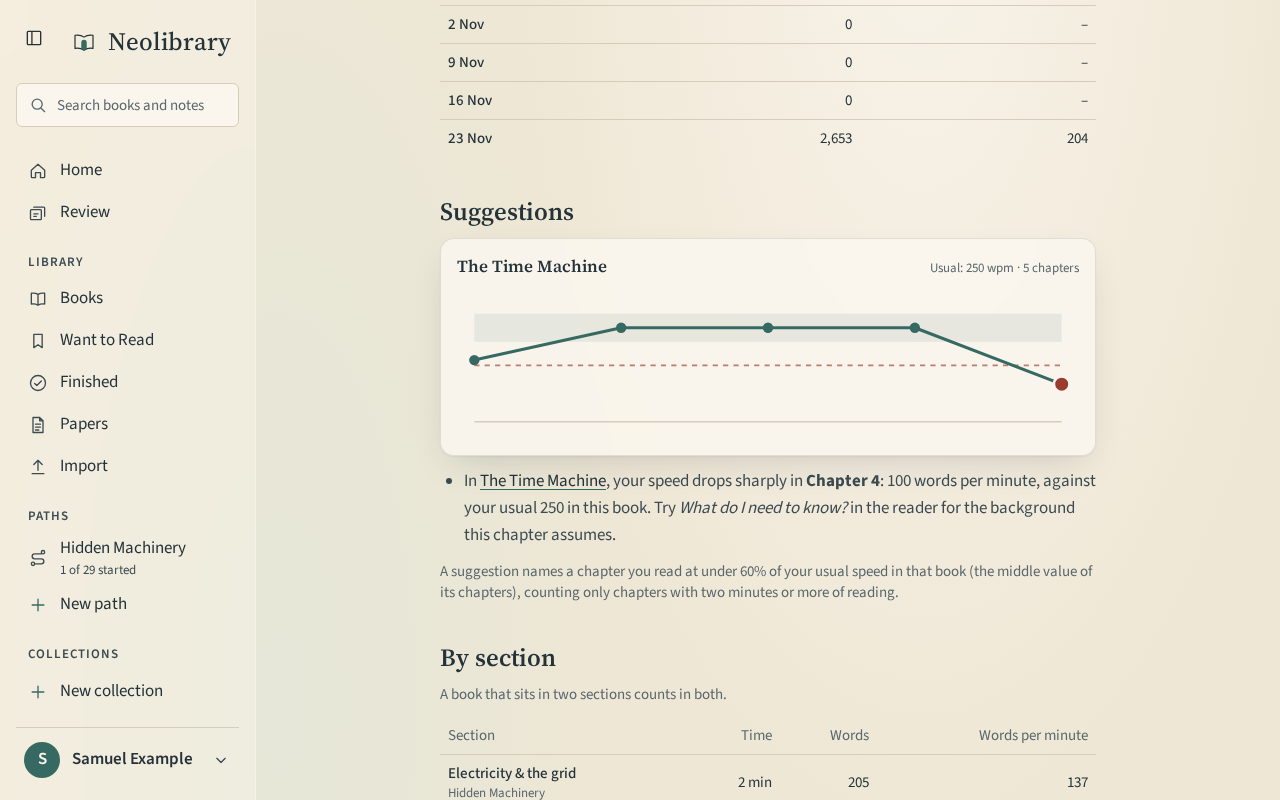 Neolibrary
Search books and notes
Home
Review
LIBRARY
Books
Want to Read
Finished
Papers
Import
PATHS
Hidden Machinery
1 of 29 started
New path
COLLECTIONS
New collection
S
Samuel Example
2 Nov 0 –
9 Nov 0 –
16 Nov 0 –
23 Nov 2,653 204
Suggestions
The Time Machine
Usual: 250 wpm · 5 chapters
In The Time Machine, your speed drops sharply in Chapter 4: 100 words per minute, against
your usual 250 in this book. Try What do I need to know? in the reader for the background
this chapter assumes.
A suggestion names a chapter you read at under 60% of your usual speed in that book (the middle value of
its chapters), counting only chapters with two minutes or more of reading.
By section
A book that sits in two sections counts in both.
Section Time Words Words per minute
Electricity & the grid 2 min 205 137
Hidden Machinery